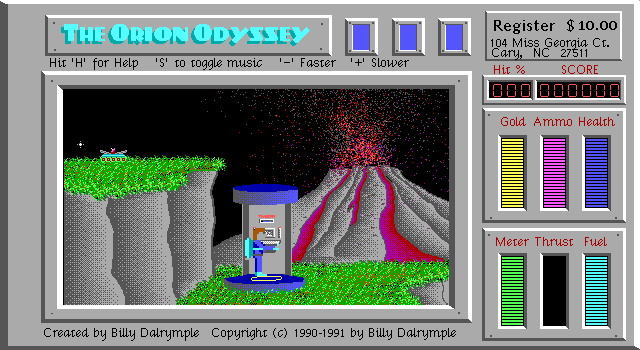 THE ORION ODYSSEY
Hit 'H' for Help   'S' to toggle music   '-' Faster   '+' Slower
Register $10.00
104 Miss Georgia Ct.
Cary, NC 27511
Hit %   SCORE
000   000000
Gold   Ammo   Health
Meter   Thrust   Fuel
Created by Billy Dalrymple   Copyright (c) 1990-1991 by Billy Dalrymple